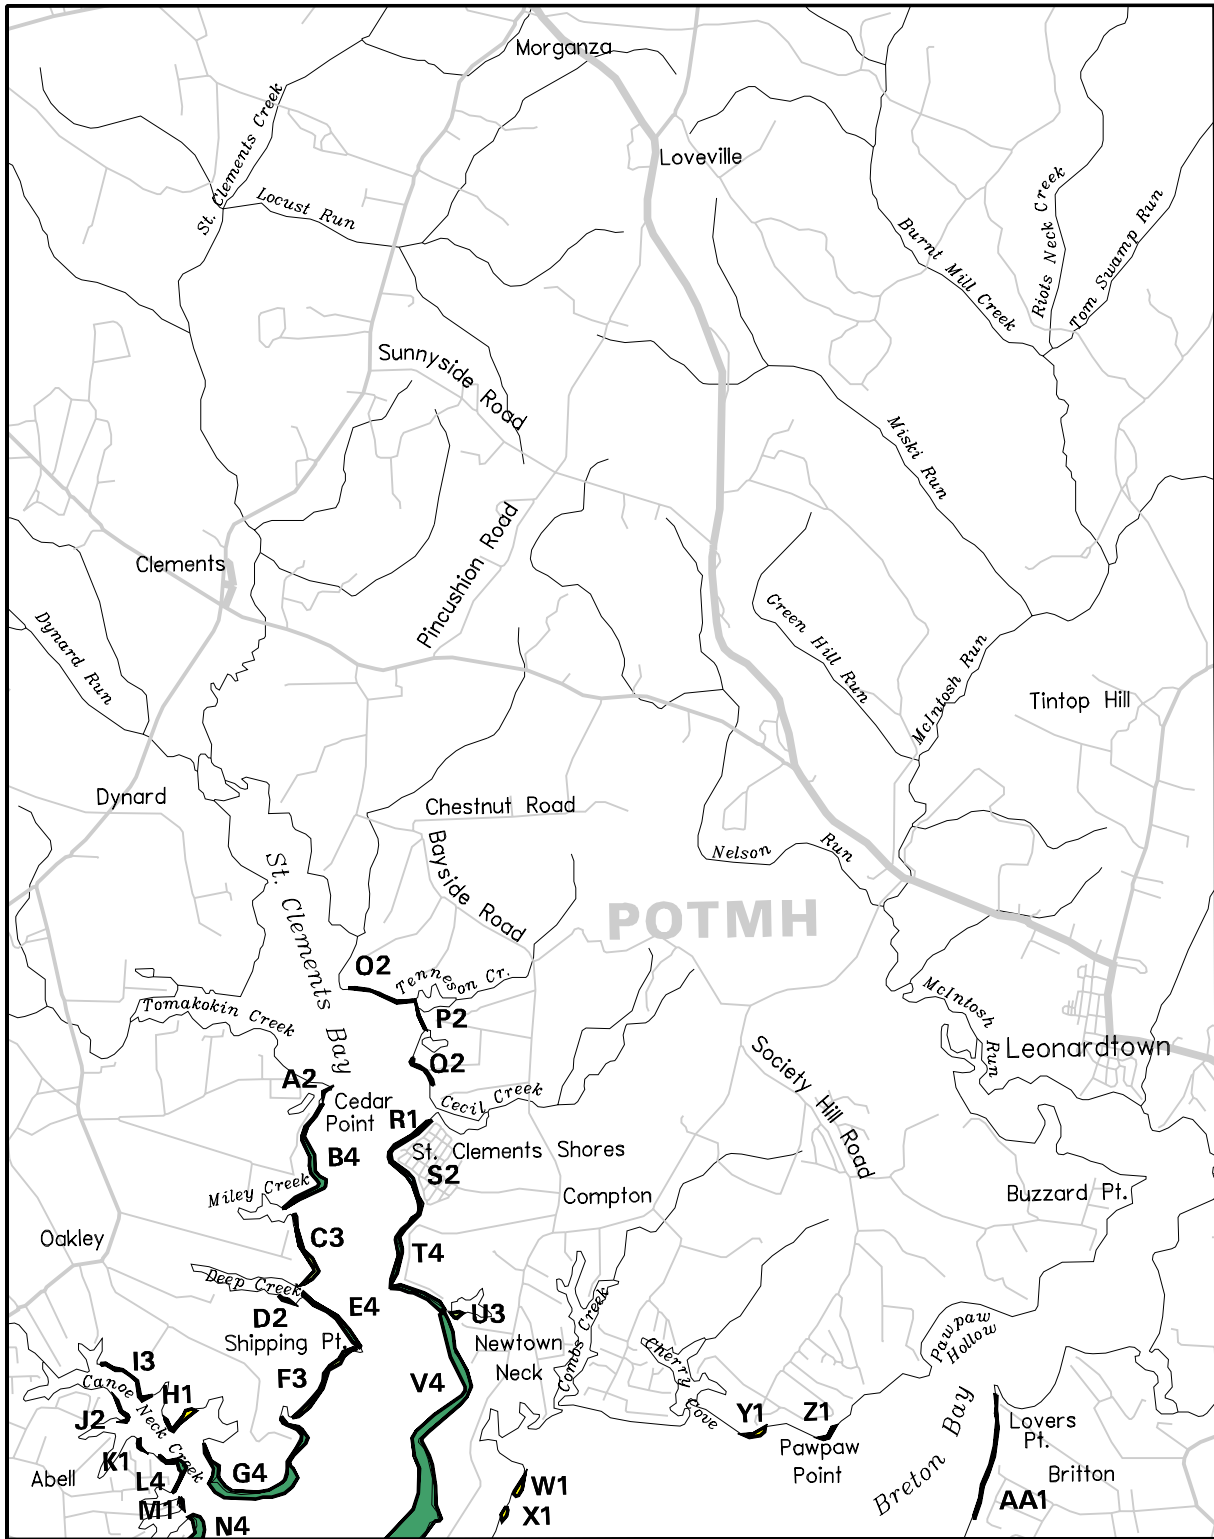 Morganza
Loveville
St. Clements Creek
Locust Run
Burnt Mill Creek
Riots Neck Creek
Tom Swamp Run
Sunnyside Road
Miski Run
Pincushion Road
Clements
Dynard Run
Green Hill Run
McIntosh Run
Tintop Hill
Dynard
Chestnut Road
Bayside Road
Nelson Run
St. Clements Bay
POTMH
O2
Tenneson Cr.
Tomakokin Creek
P2
McIntosh Run
Leonardtown
Q2
Society Hill Road
A2
Cedar
Point
Cecil Creek
R1
St. Clements Shores
B4
S2
Miley Creek
Compton
Buzzard Pt.
Oakley
C3
T4
Deep Creek
D2
E4
U3
Shipping Pt.
Newtown
Neck
Combs Creek
Cherry Cove
Pawpaw
Hollow
I3
F3
V4
Canoe Neck Creek
H1
J2
Y1
Z1
Breton Bay
Lovers
Pt.
Pawpaw
Point
K1
Abell
L4
G4
Britton
W1
M1
X1
AA1
N4